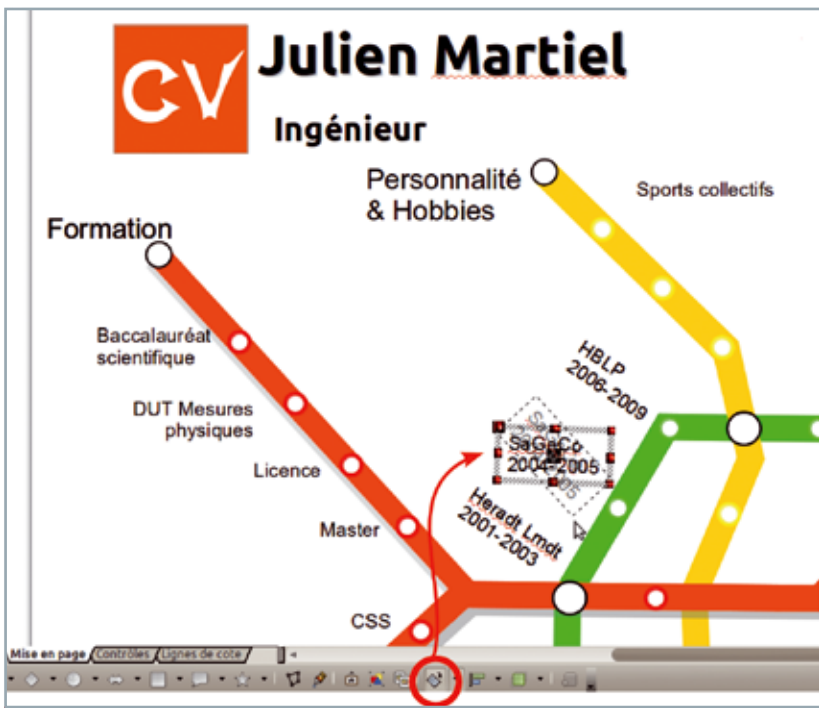 CV
Julien Martiel
Ingénieur
Personnalité
& Hobbies
Sports collectifs
Formation
Baccalauréat
scientifique
DUT Mesures
physiques
Licence
Master
CSS
HBLP
2006-2009
SaGaCo
2004-2005
Heradt Lmdt
2001-2003
Mise en page
Contrôles
Lignes de cote